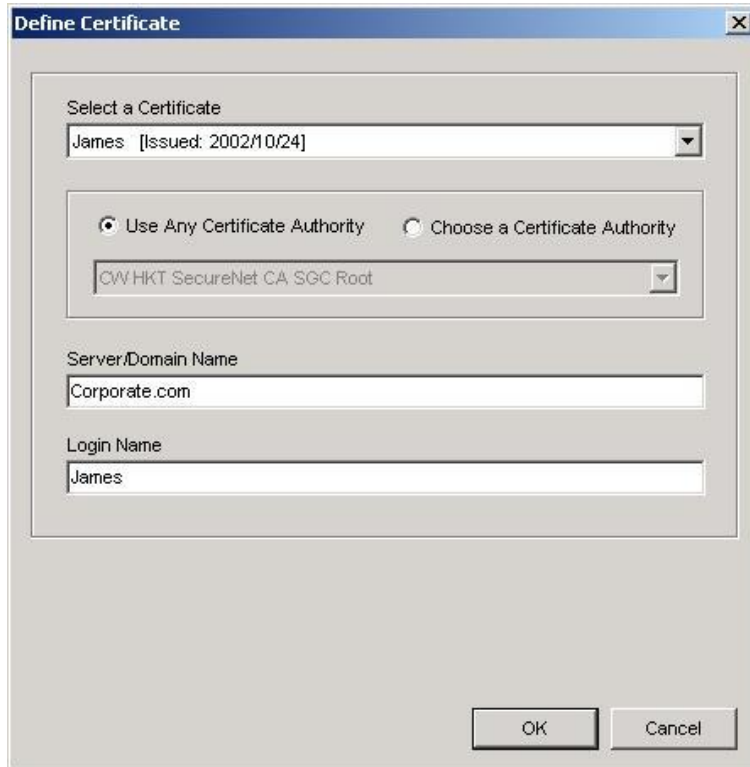 Define Certificate
Select a Certificate
James [Issued: 2002/10/24]
Use Any Certificate Authority Choose a Certificate Authority
CW HKT SecureNet CA SGC Root
Server/Domain Name
Corporate.com
Login Name
James
OK Cancel